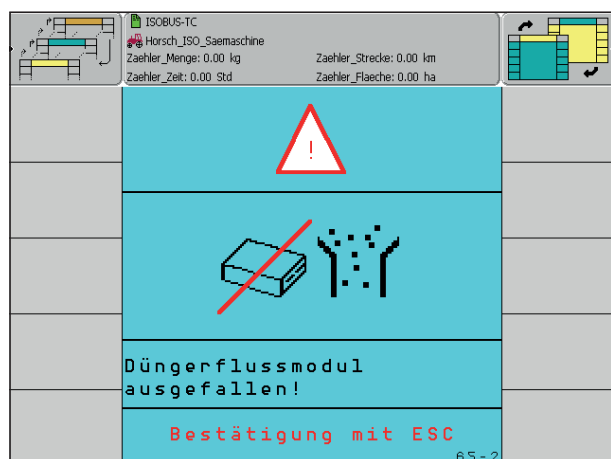 ISOBUS-TC
Horsch_ISO_Saemaschine
Zaehler_Menge: 0.00 kg Zaehler_Strecke: 0.00 km
Zaehler_Zeit: 0.00 Std Zaehler_Flaeche: 0.00 ha
!
Düngerflussmodul
ausgefallen!
Bestätigung mit ESC
65-2